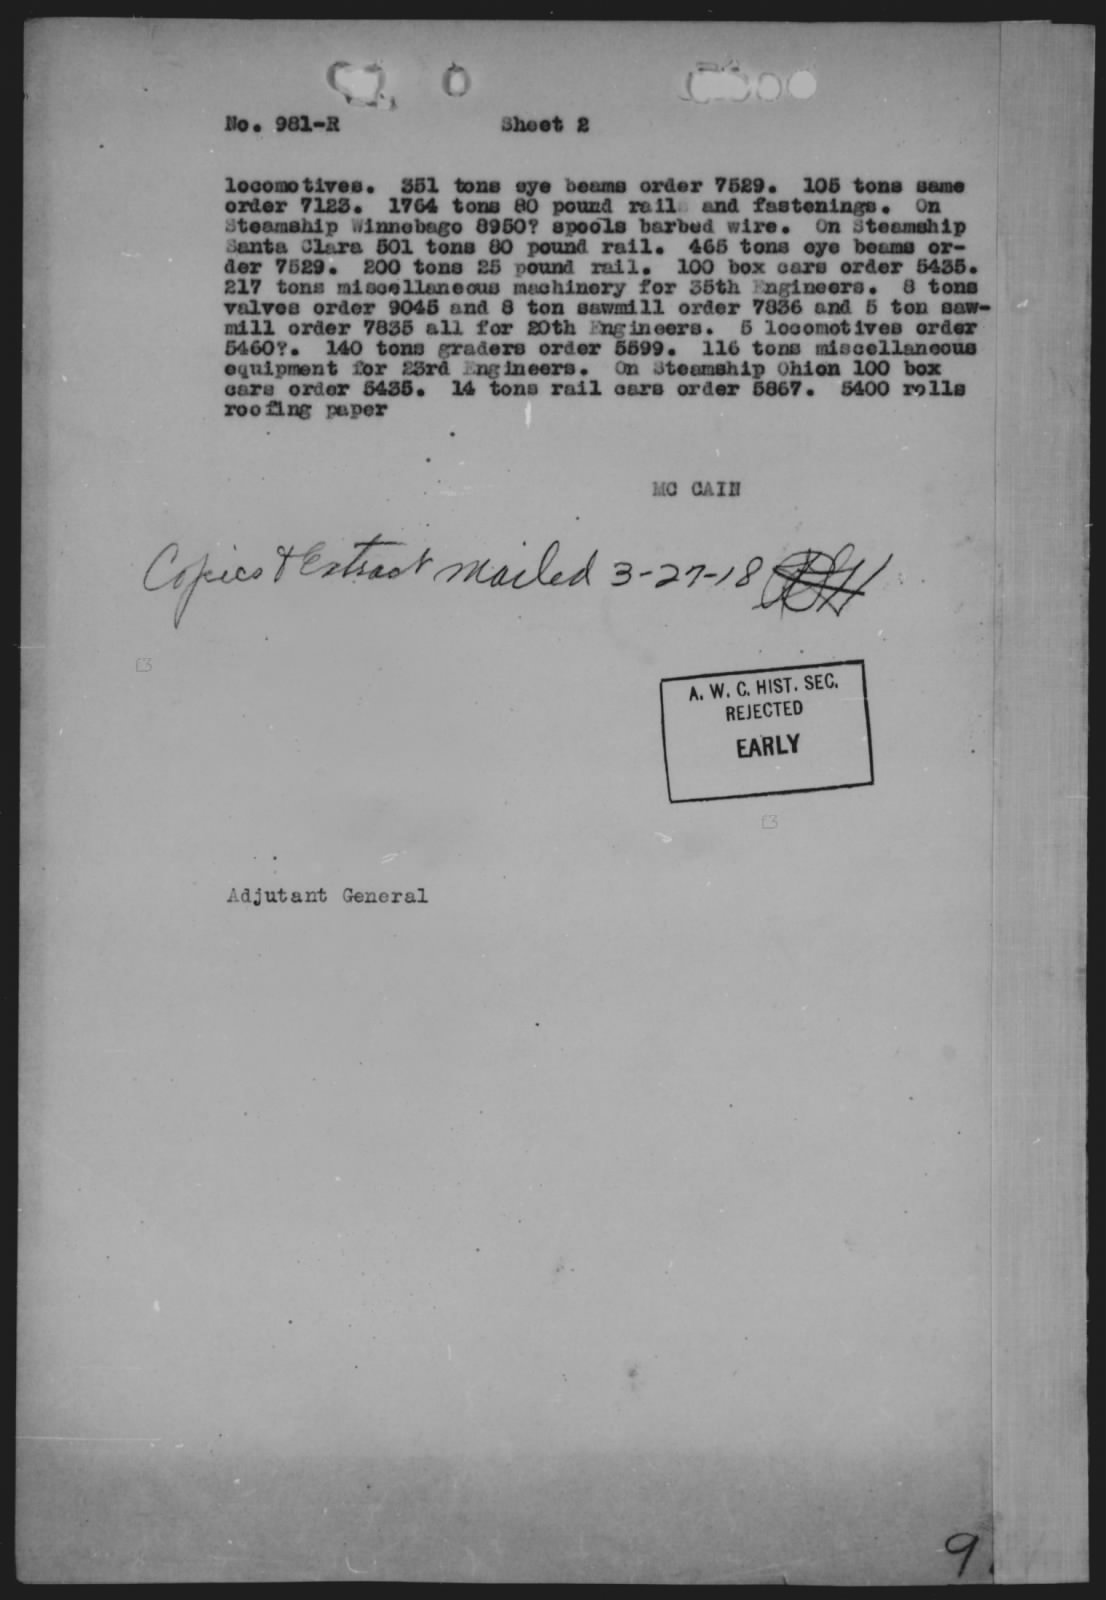 No. 981-R Sheet 2
locomotives. 351 tons eye beams order 7529. 105 tons same
order 7123. 1764 tons 80 pound rail and fastenings. On
Steamship Winnebago 8950? spools barbed wire. On Steamship
Santa Clara 501 tons 80 pound rail. 465 tons eye beams or-
der 7529. 200 tons 25 pound rail. 100 box cars order 5435.
217 tons miscellaneous machinery for 35th Engineers. 8 tons
valves order 9045 and 8 ton sawmill order 7836 and 5 ton saw-
mill order 7835 all for 20th Engineers. 5 locomotives order
5460?. 140 tons graders order 5599. 116 tons miscellaneous
equipment for 23rd Engineers. On Steamship Ohion 100 box
cars order 5435. 14 tons rail cars order 5867. 5400 rolls
roofing paper
MC CAIN
Copies & Extract mailed 3-27-18
A. W. C. HIST. SEC.
REJECTED
EARLY
Adjutant General
9